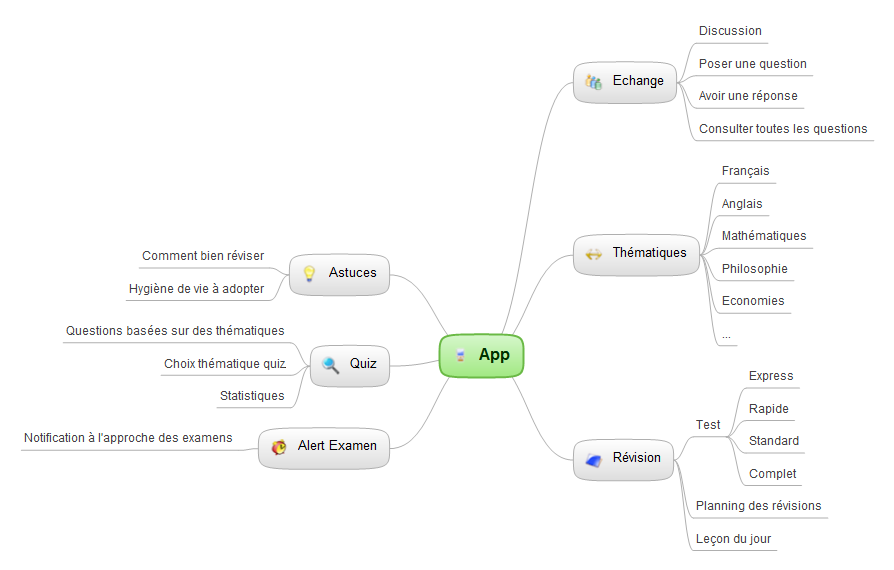 App
Echange
Discussion
Poser une question
Avoir une réponse
Consulter toutes les questions
Thématiques
Français
Anglais
Mathématiques
Philosophie
Economies
...
Révision
Test
Express
Rapide
Standard
Complet
Planning des révisions
Leçon du jour
Astuces
Comment bien réviser
Hygiène de vie à adopter
Quiz
Questions basées sur des thématiques
Choix thématique quiz
Statistiques
Alert Examen
Notification à l'approche des examens